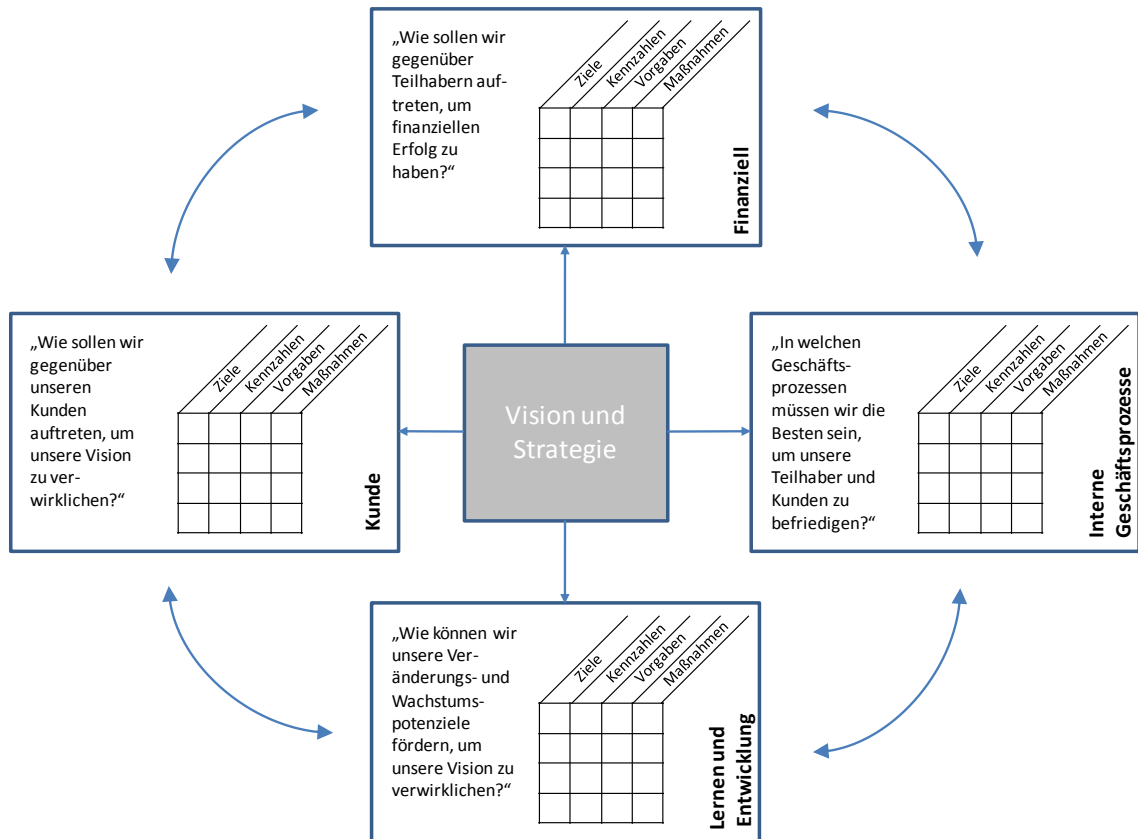 „Wie sollen wir
gegenüber
Teilhabern auf-
treten, um
finanziellen
Erfolg zu
haben?“
Ziele
Kennzahlen
Vorgaben
Maßnahmen
Finanziell
„Wie sollen wir
gegenüber
unseren
Kunden
auftreten, um
unsere Vision
zu ver-
wirklichen?“
Ziele
Kennzahlen
Vorgaben
Maßnahmen
Kunde
Vision und
Strategie
„In welchen
Geschäfts-
prozessen
müssen wir die
Besten sein,
um unsere
Teilhaber und
Kunden zu
befriedigen?“
Ziele
Kennzahlen
Vorgaben
Maßnahmen
Interne
Geschäftsprozesse
„Wie können wir
unsere Ver-
änderungs- und
Wachstums-
potenziele
fördern, um
unsere Vision zu
verwirklichen?“
Ziele
Kennzahlen
Vorgaben
Maßnahmen
Lernen und
Entwicklung